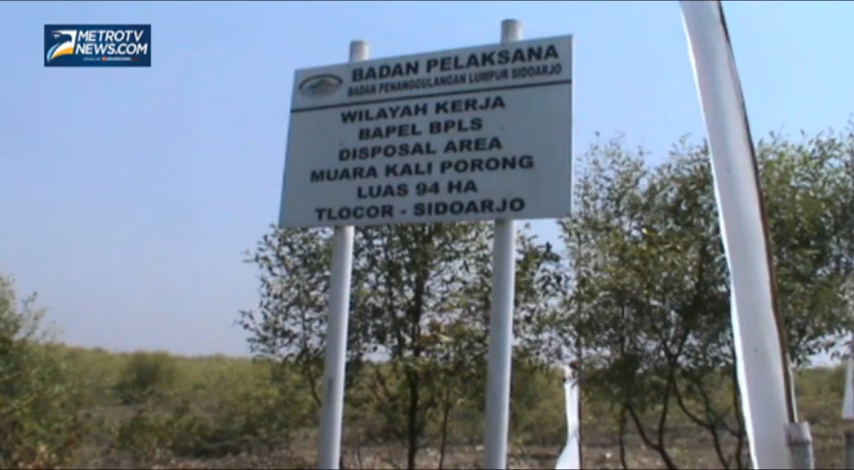 METROTV
NEWS.COM
BADAN PELAKSANA
BADAN PENANGGULANGAN LUMPUR SIDOARJO
WILAYAH KERJA
BAPEL BPLS
DISPOSAL AREA
MUARA KALI PORONG
LUAS 94 HA
TLOCOR - SIDOARJO